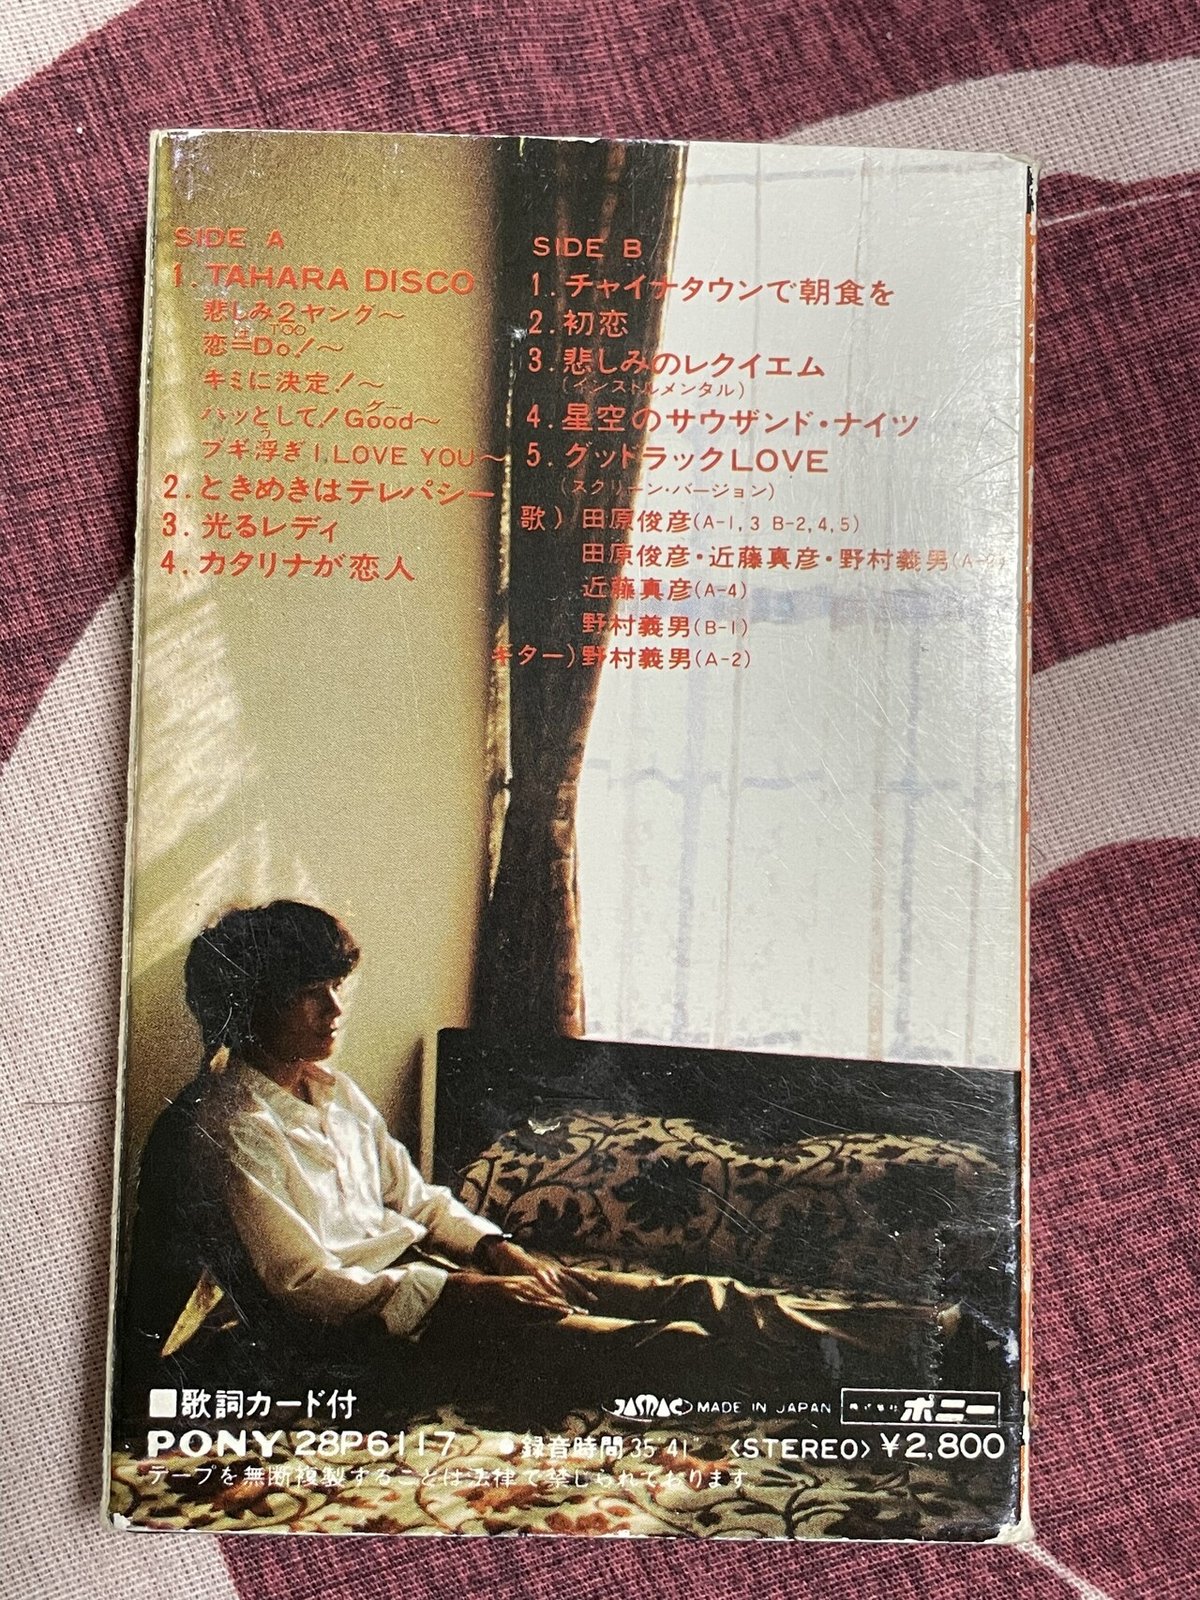 SIDE A
1. TAHARA DISCO
悲しみ2ヤング〜
TOO
恋=Do!〜
キミに決定!〜
グー
ハッとして!Good〜
ブギ浮ぎI LOVE YOU〜
2. ときめきはテレパシー
3. 光るレディ
4. カタリナが恋人
SIDE B
1. チャイナタウンで朝食を
2. 初恋
3. 悲しみのレクイエム
(インストルメンタル)
4. 星空のサウザンド・ナイツ
5. グッドラックLOVE
(スクリーン・バージョン)
歌) 田原俊彦(A-1,3 B-2,4,5)
田原俊彦・近藤真彦・野村義男(A-2)
近藤真彦(A-4)
野村義男(B-1)
ギター)野村義男(A-2)
■歌詞カード付
JASRAC MADE IN JAPAN 株式会社 ポニー
PONY 28P6117 ●録音時間35'41" <STEREO> ¥2,800
テープを無断複製することは法律で禁じられております